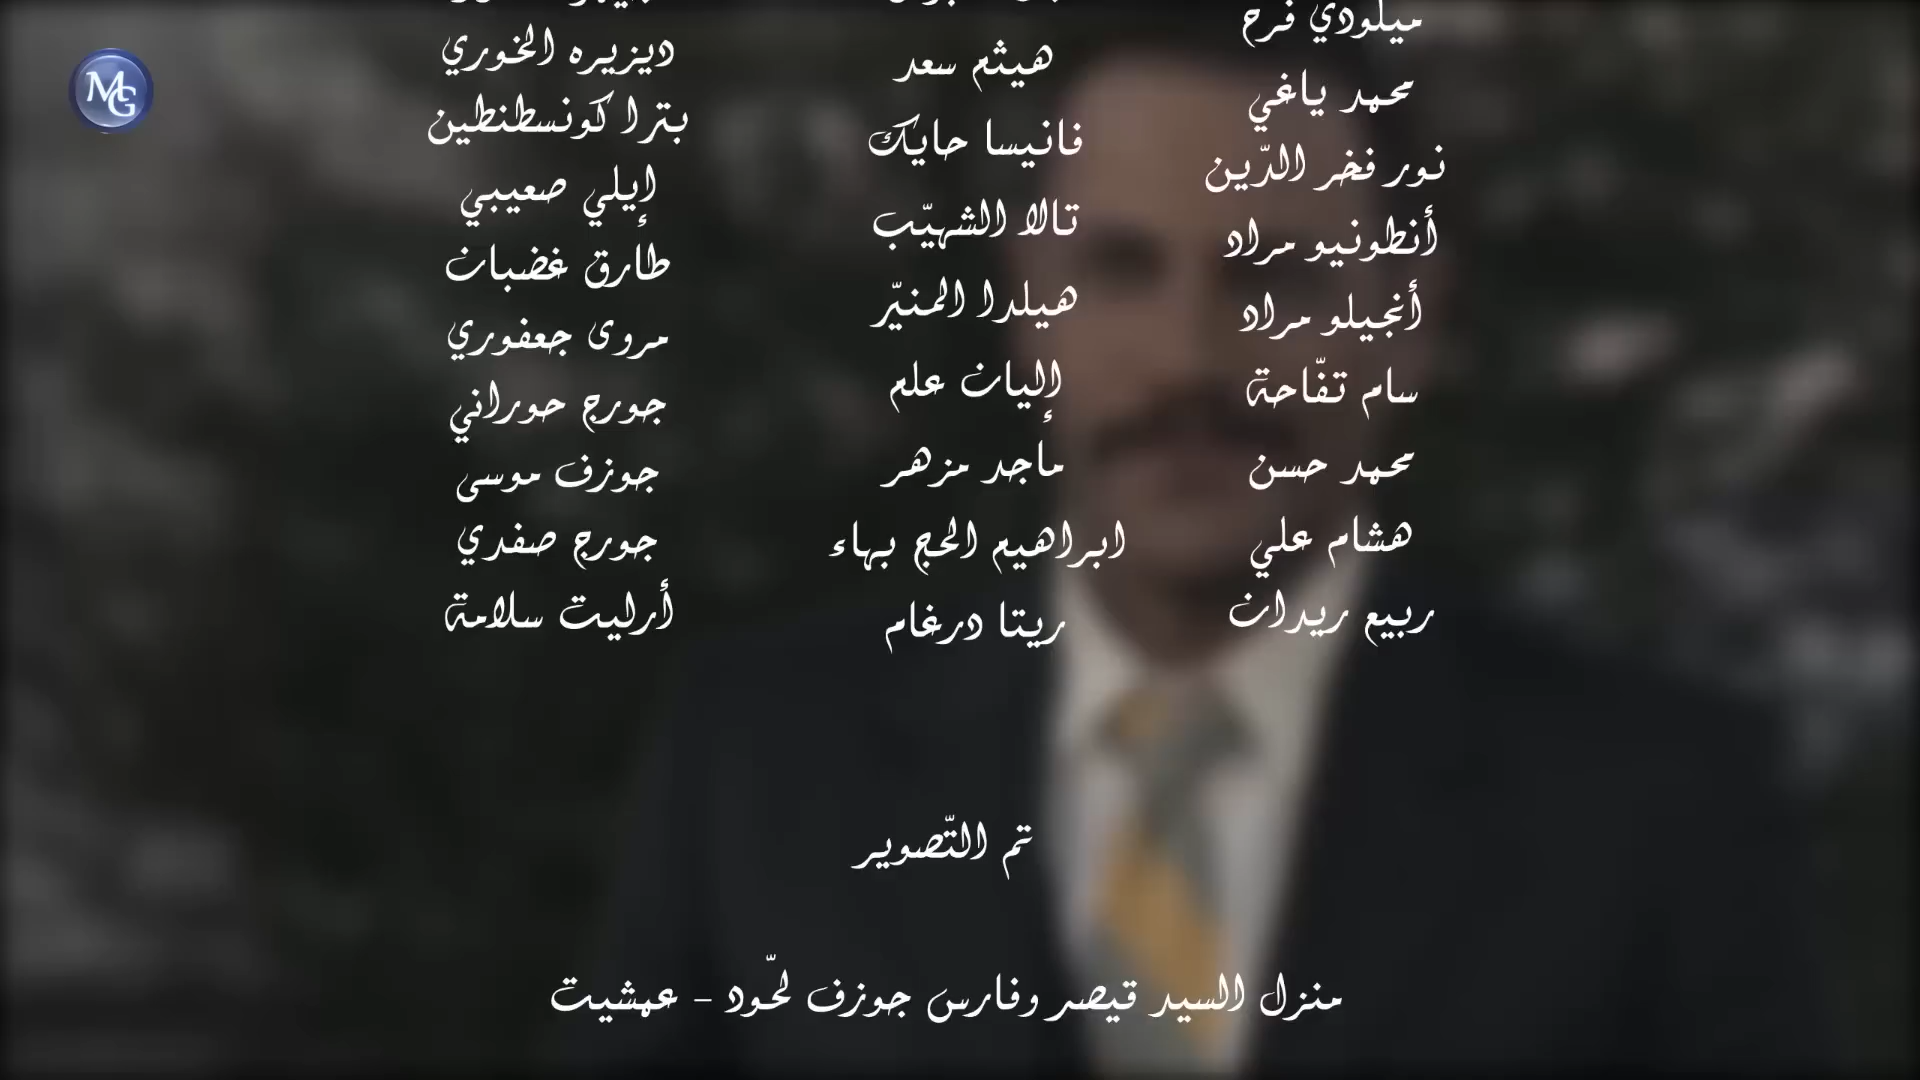 MG
ميلودي فرح
محمد ياغي
نور فخر الدّين
أنطونيو مراد
أنجيلو مراد
سام تفّاحة
محمد حسن
هشام علي
ربيع ريدان
هيثم سعد
فانيسا حايك
تالا الشهيّب
هيلدا المنيّر
إليان علم
ماجد مزهر
ابراهيم الحج بهاء
ريتا درغام
ديزيره الخوري
بترا كونسطنطين
إيلي صعيبي
طارق غضبان
مروى جعفوري
جورج حوراني
جوزف موسى
جورج صفدي
أرليت سلامة
تم التّصوير
منزل السيد قيصر وفارس جوزف لحّود - عمشيت